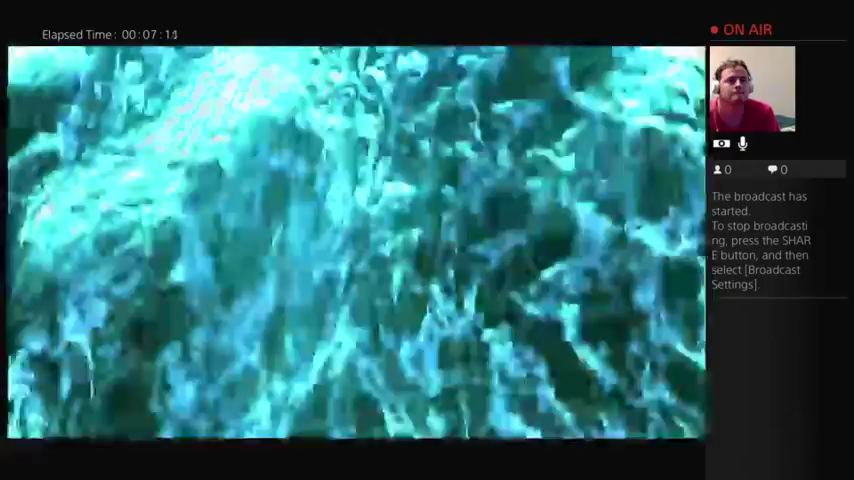 Elapsed Time: 00:07:11
ON AIR
0 0
The broadcast has
started.
To stop broadcasti
ng, press the SHAR
E button, and then
select [Broadcast
Settings].